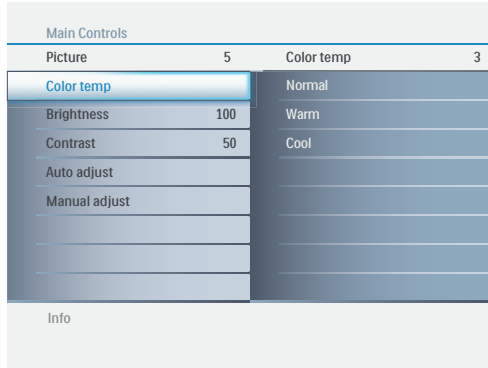 Main Controls
Picture 5 Color temp 3
Color temp Normal
Brightness 100 Warm
Contrast 50 Cool
Auto adjust
Manual adjust
Info